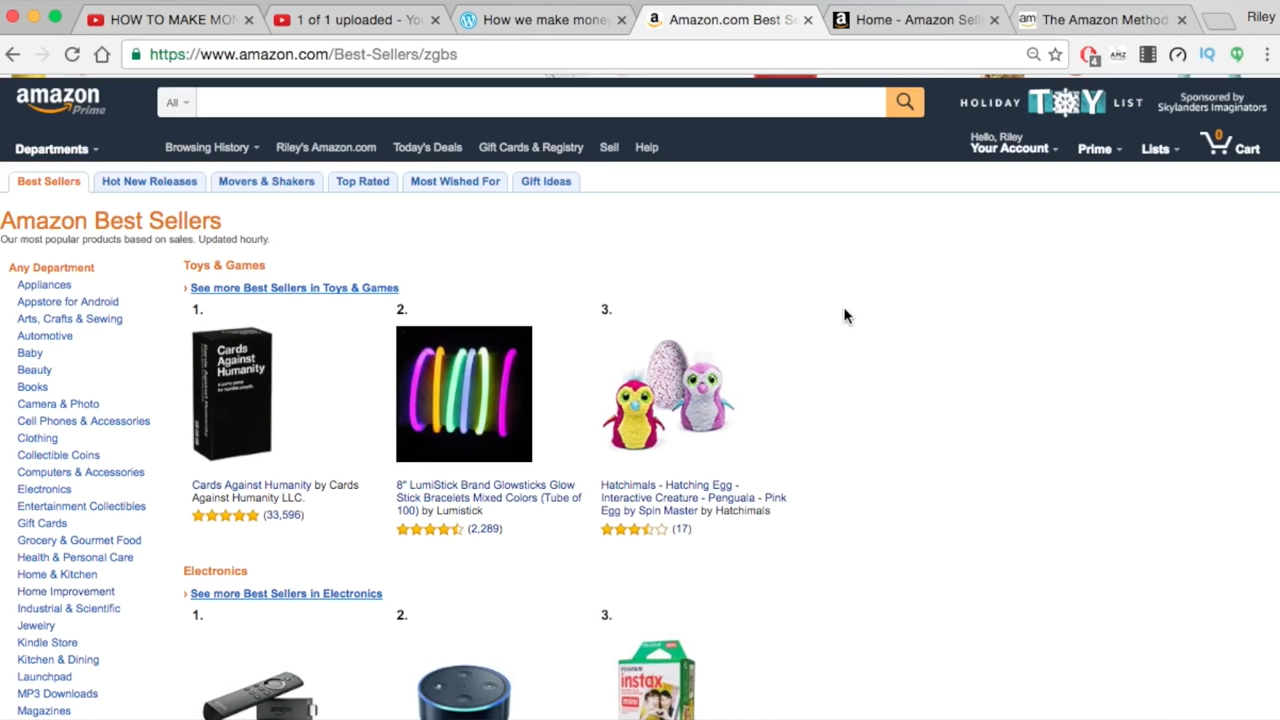 HOW TO MAKE MON
1 of 1 uploaded - You
How we make money
Amazon.com Best Se
Home - Amazon Selle
The Amazon Method
Riley
https://www.amazon.com/Best-Sellers/zgbs
4
AMZ
IQ
amazon
Prime
All
HOLIDAY TOY LIST
Sponsored by
Skylanders Imaginators
Departments
Browsing History
Riley's Amazon.com
Today's Deals
Gift Cards & Registry
Sell
Help
Hello, Riley
Your Account
Prime
Lists
0
Cart
Best Sellers
Hot New Releases
Movers & Shakers
Top Rated
Most Wished For
Gift Ideas
Amazon Best Sellers
Our most popular products based on sales. Updated hourly.
Any Department
Appliances
Appstore for Android
Arts, Crafts & Sewing
Automotive
Baby
Beauty
Books
Camera & Photo
Cell Phones & Accessories
Clothing
Collectible Coins
Computers & Accessories
Electronics
Entertainment Collectibles
Gift Cards
Grocery & Gourmet Food
Health & Personal Care
Home & Kitchen
Home Improvement
Industrial & Scientific
Jewelry
Kindle Store
Kitchen & Dining
Launchpad
MP3 Downloads
Magazines
Toys & Games
› See more Best Sellers in Toys & Games
1.
Cards
Against
Humanity
Cards Against Humanity by Cards
Against Humanity LLC.
(33,596)
2.
8" LumiStick Brand Glowsticks Glow
Stick Bracelets Mixed Colors (Tube of
100) by Lumistick
(2,289)
3.
Hatchimals - Hatching Egg -
Interactive Creature - Penguala - Pink
Egg by Spin Master by Hatchimals
(17)
Electronics
› See more Best Sellers in Electronics
1.
amazon
2.
3.
FUJIFILM
instax
mini